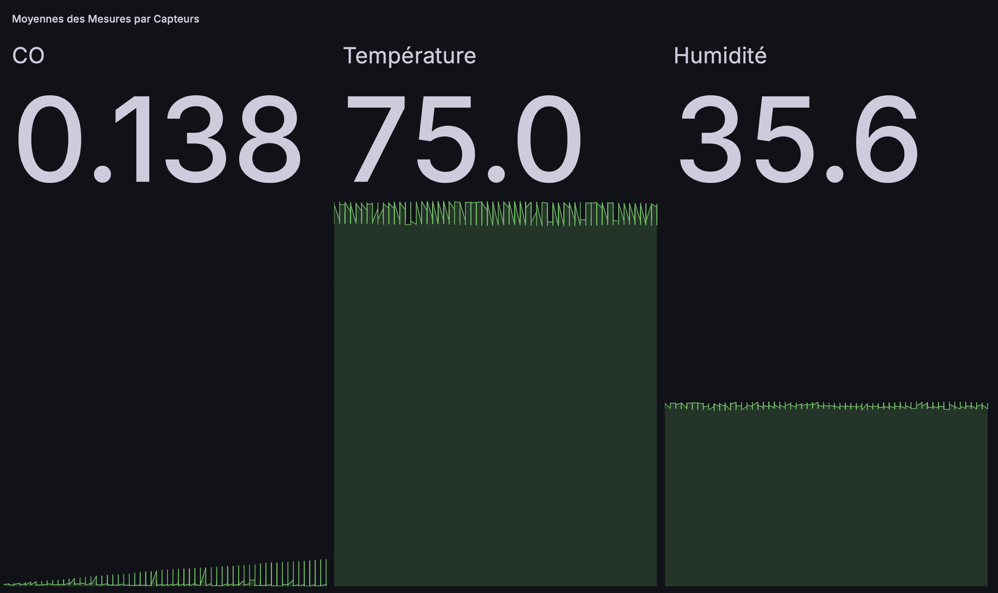 Moyennes des Mesures par Capteurs
CO
Température
Humidité
0.138
75.0
35.6